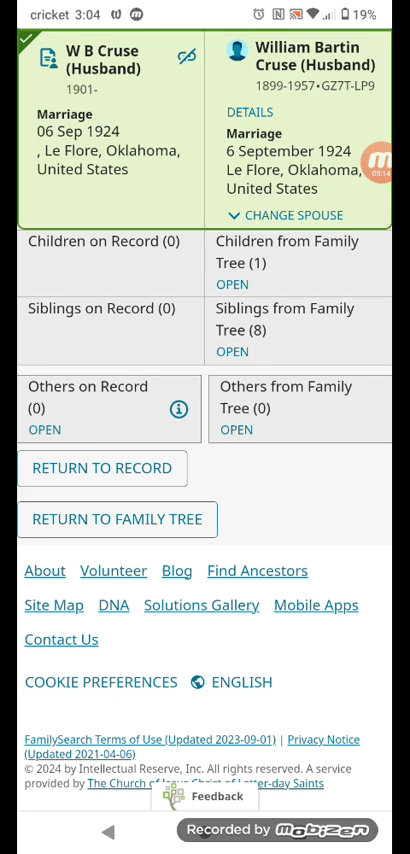 cricket 3:04 19%
W B Cruse
(Husband)
1901-
Marriage
06 Sep 1924
, Le Flore, Oklahoma,
United States
William Bartin
Cruse (Husband)
1899-1957•GZ7T-LP9
DETAILS
Marriage
6 September 1924
Le Flore, Oklahoma,
United States
05:14
CHANGE SPOUSE
Children on Record (0)
Children from Family
Tree (1)
OPEN
Siblings on Record (0)
Siblings from Family
Tree (8)
OPEN
Others on Record
(0)
OPEN
Others from Family
Tree (0)
OPEN
RETURN TO RECORD
RETURN TO FAMILY TREE
About Volunteer Blog Find Ancestors
Site Map DNA Solutions Gallery Mobile Apps
Contact Us
COOKIE PREFERENCES ENGLISH
FamilySearch Terms of Use (Updated 2023-09-01) | Privacy Notice
(Updated 2021-04-06)
© 2024 by Intellectual Reserve, Inc. All rights reserved. A service
provided by The Church of Jesus Christ of Latter-day Saints
Feedback
Recorded by mobizen